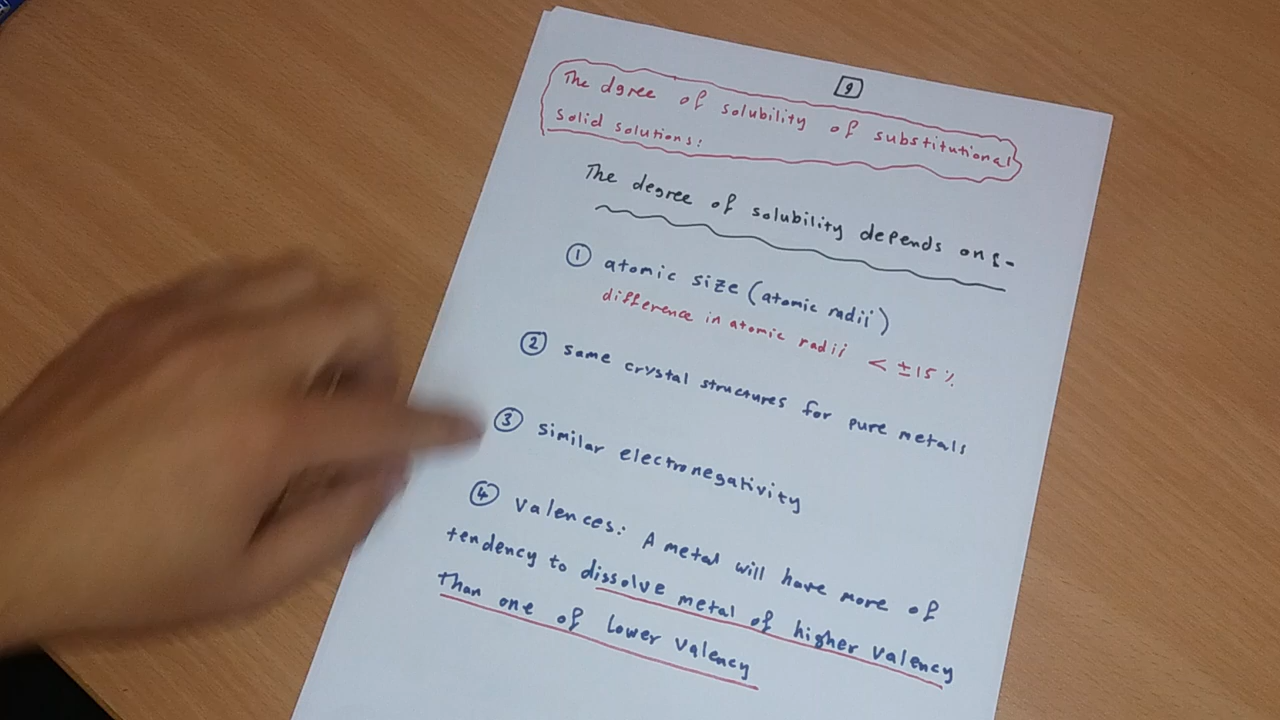 9
The dgree of solubility of substitutional
solid solutions:
The degree of solubility depends on:-
1 atomic size (atomic radii)
difference in atomic radii < ±15 %
2 same crystal structures for pure metals
3 similar electronegativity
4 Valences: A metal will have more of
tendency to dissolve metal of higher valency
than one of lower valency